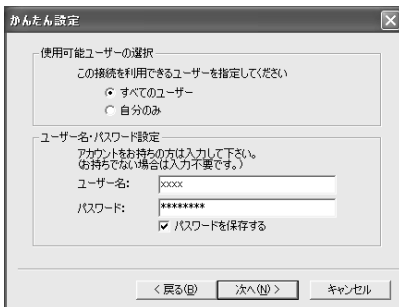 かんたん設定
使用可能ユーザーの選択
この接続を利用できるユーザーを指定してください
すべてのユーザー
自分のみ
ユーザー名・パスワード設定
アカウントをお持ちの方は入力して下さい。
(お持ちでない場合は入力不要です。)
ユーザー名: xxxx
パスワード: ********
パスワードを保存する
< 戻る(B) 次へ(N) > キャンセル